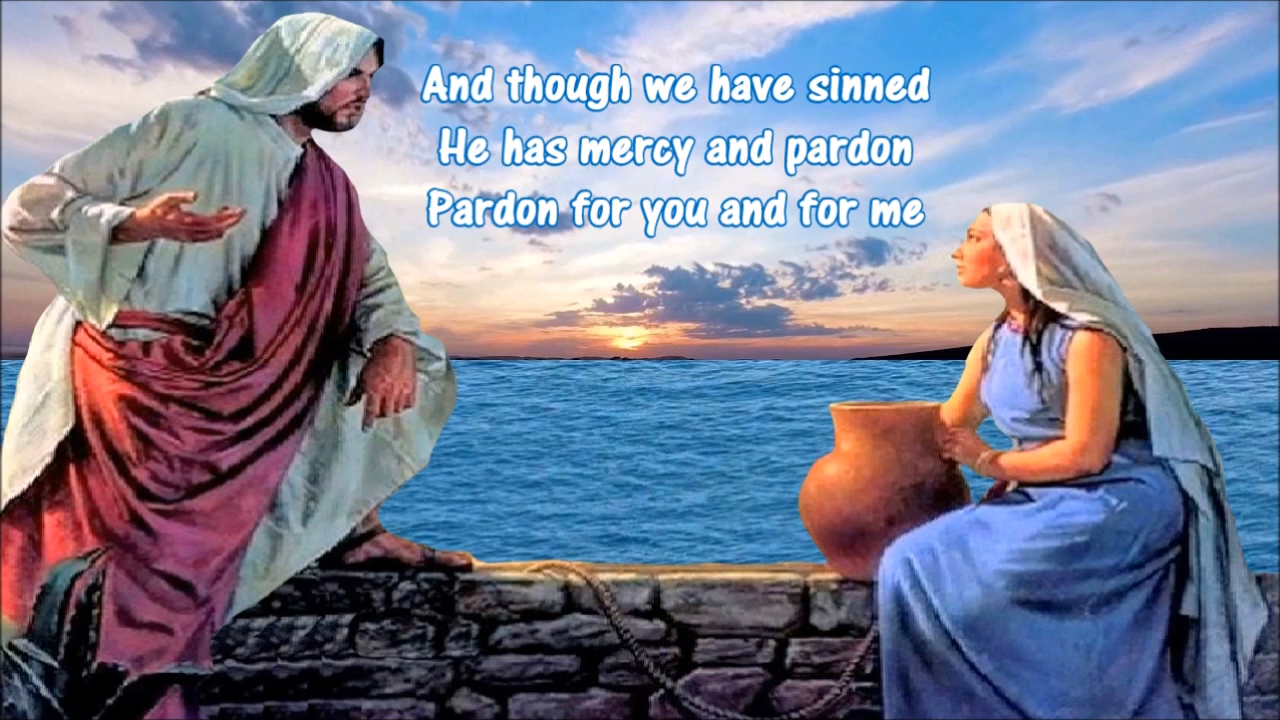 And though we have sinned
He has mercy and pardon
Pardon for you and for me